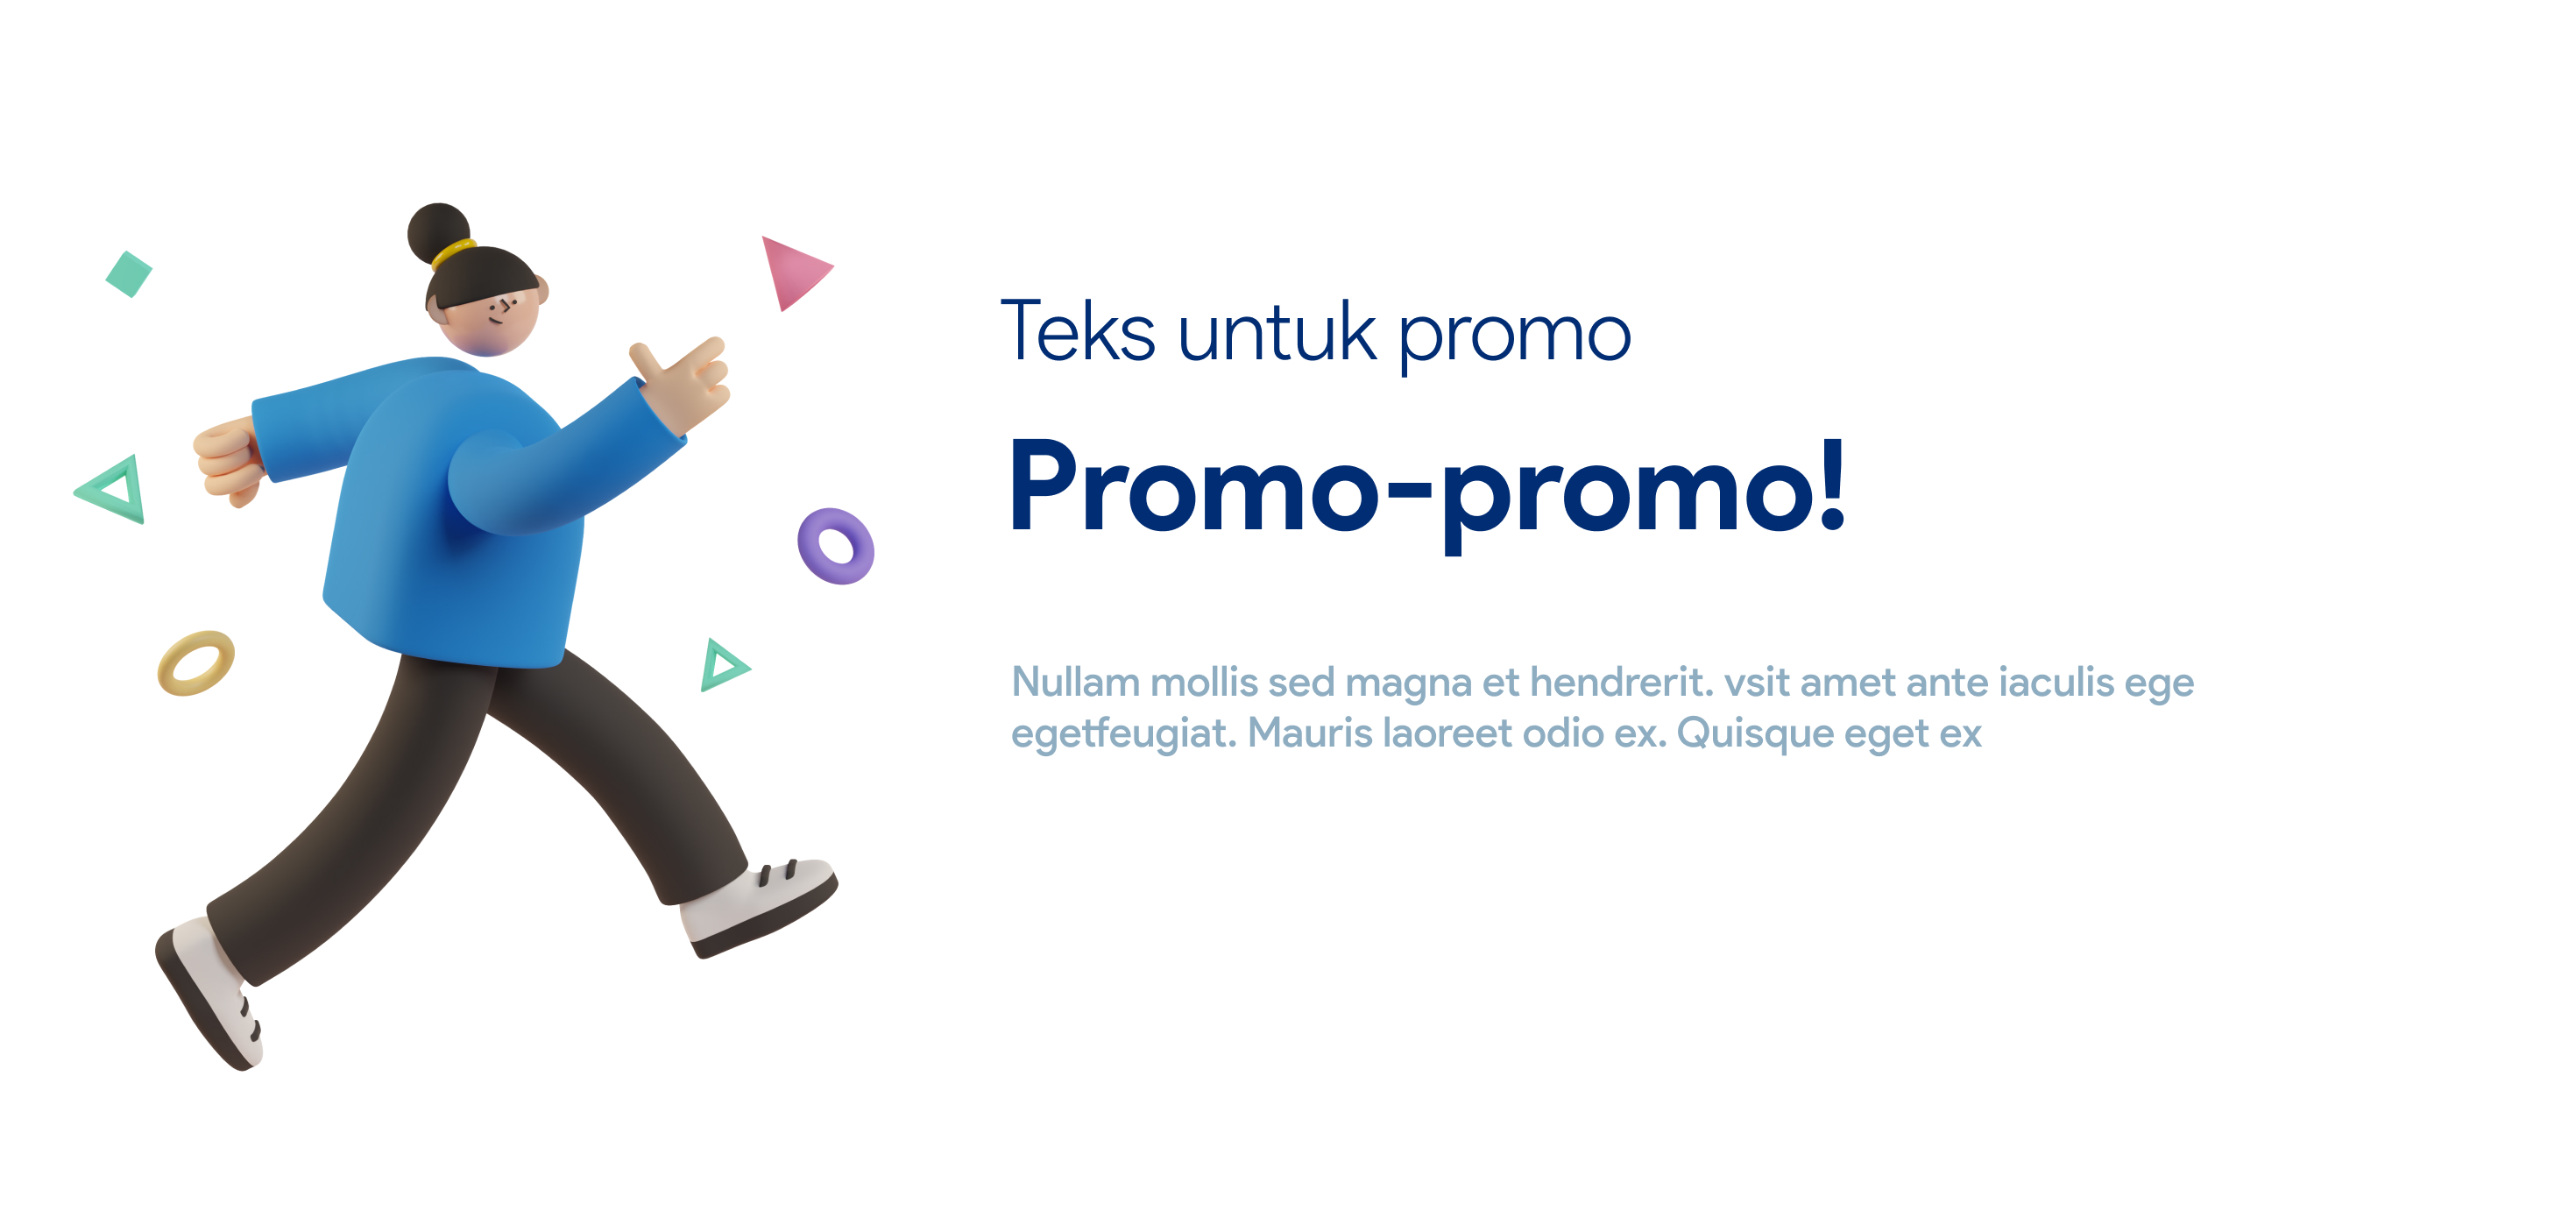 Teks untuk promo
Promo-promo!
Nullam mollis sed magna et hendrerit. vsit amet ante iaculis ege
egetfeugiat. Mauris laoreet odio ex. Quisque eget ex